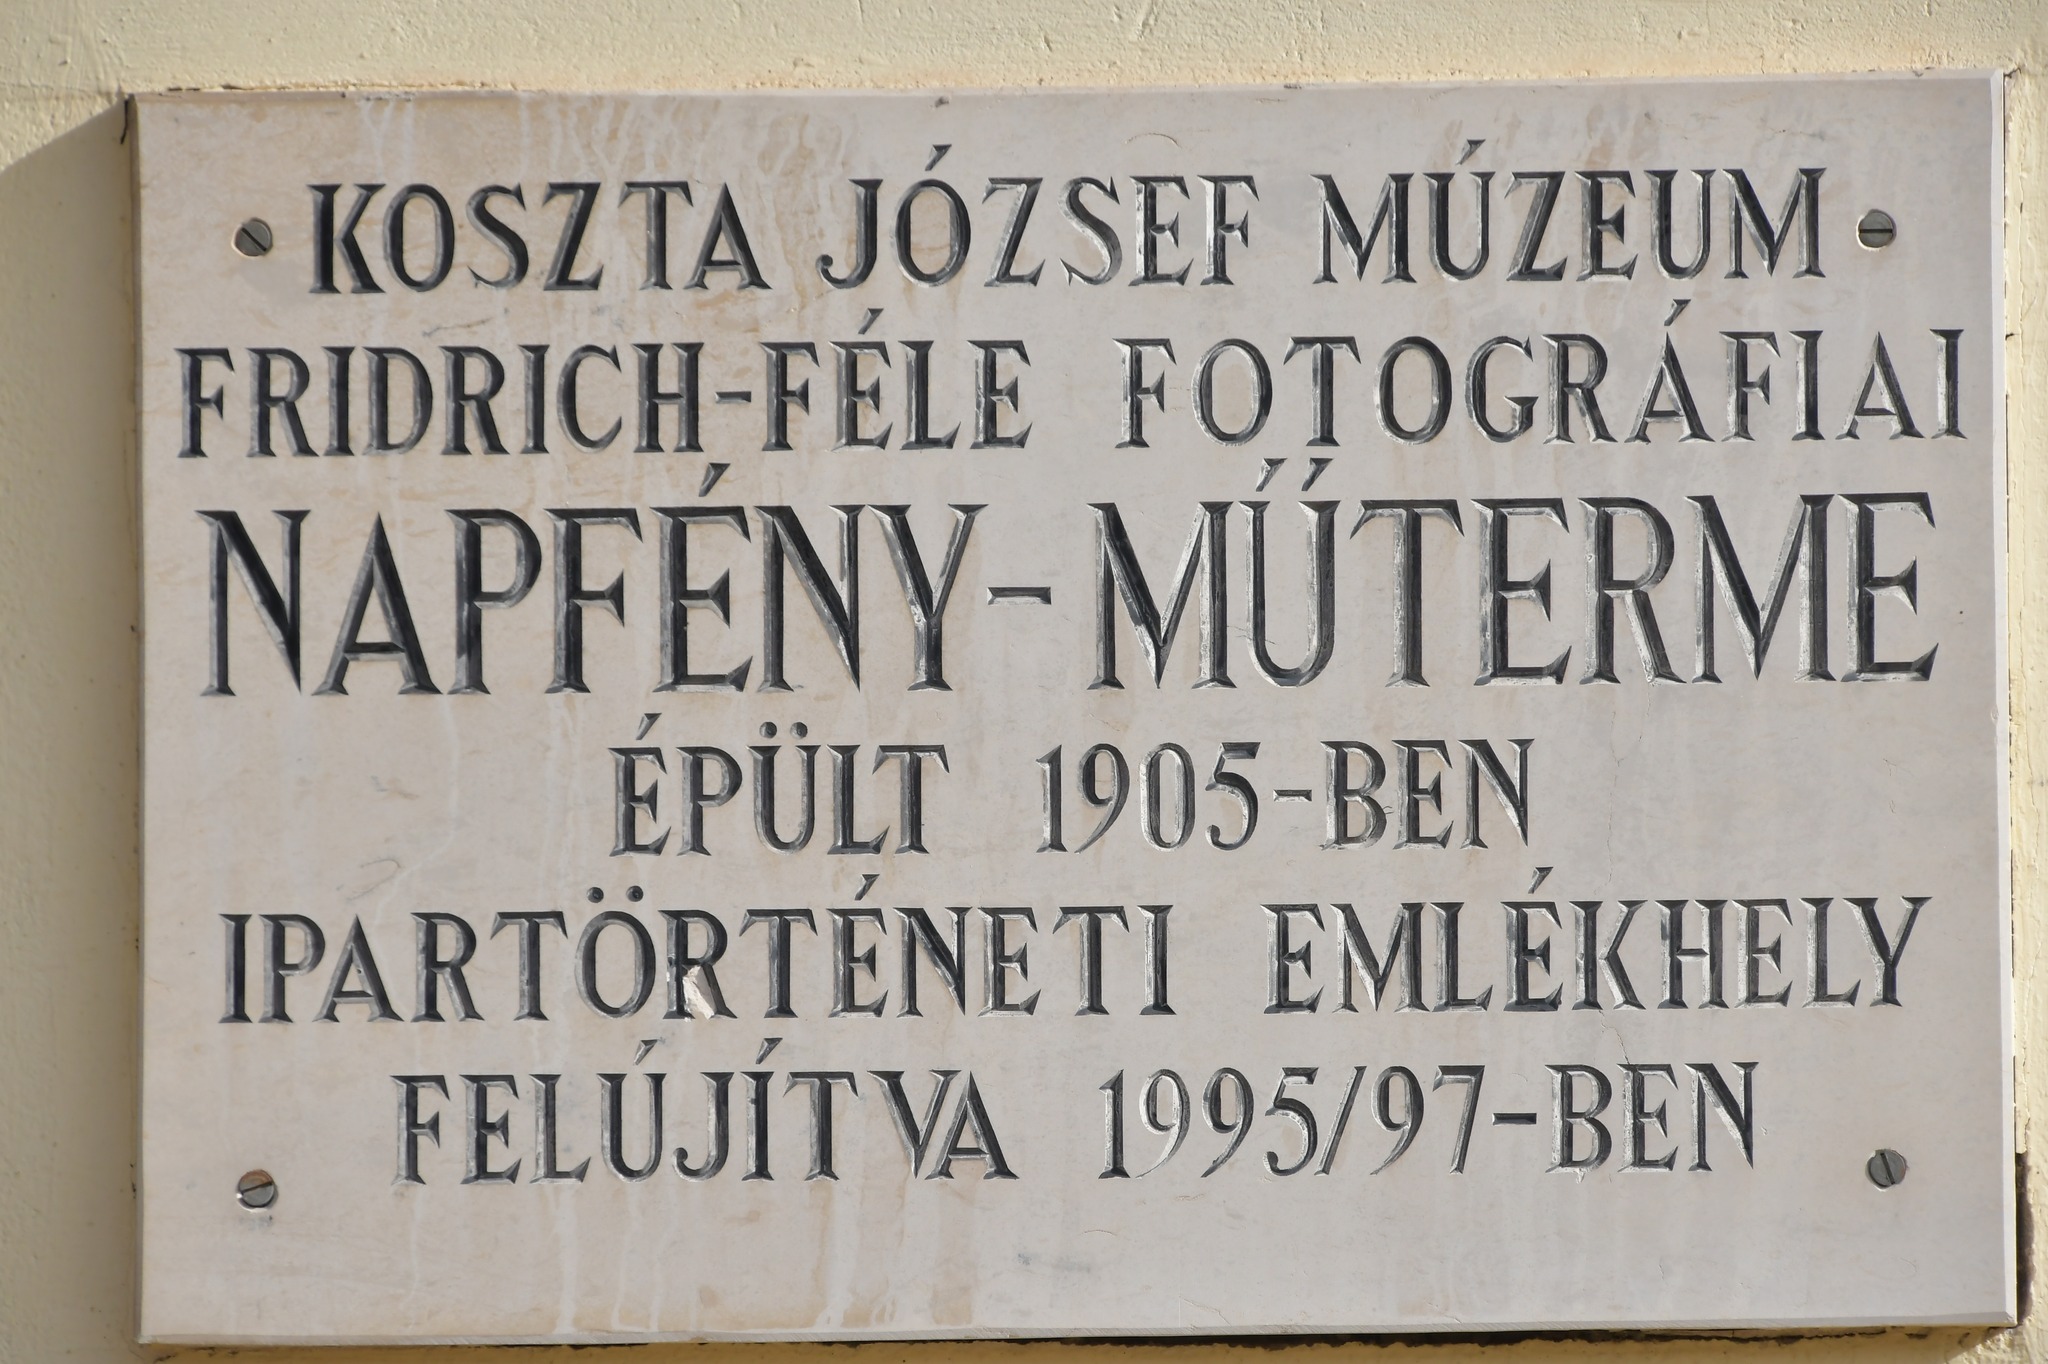 KOSZTA JÓZSEF MÚZEUM
FRIDRICH-FÉLE FOTOGRÁFIAI
NAPFÉNY-MŰTERME
ÉPÜLT 1905-BEN
IPARTÖRTÉNETI EMLÉKHELY
FELÚJÍTVA 1995/97-BEN